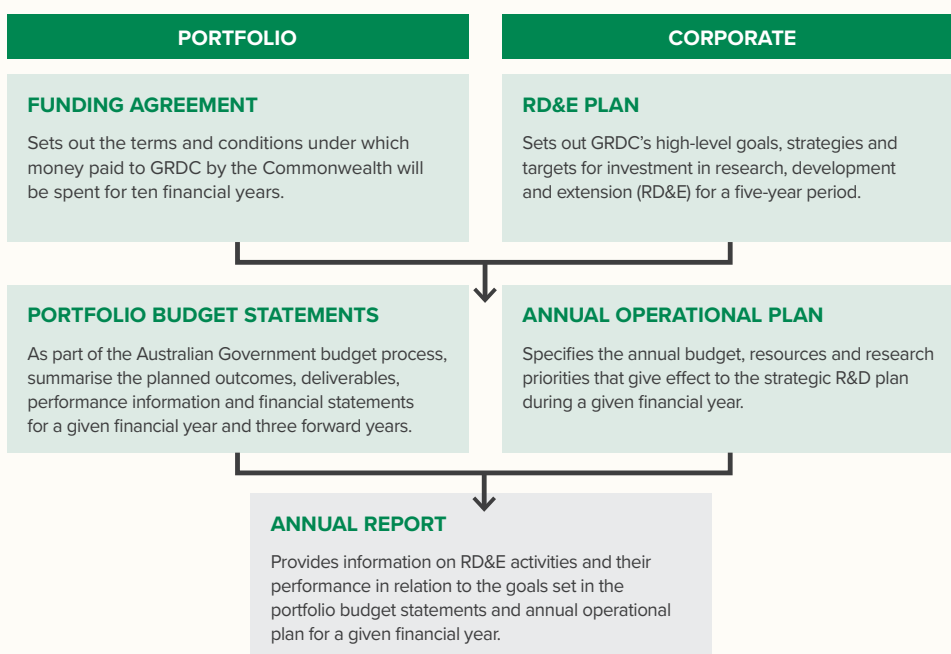 PORTFOLIO
CORPORATE
FUNDING AGREEMENT
Sets out the terms and conditions under which
money paid to GRDC by the Commonwealth will
be spent for ten financial years.
RD&E PLAN
Sets out GRDC's high-level goals, strategies and
targets for investment in research, development
and extension (RD&E) for a five-year period.
PORTFOLIO BUDGET STATEMENTS
As part of the Australian Government budget process,
summarise the planned outcomes, deliverables,
performance information and financial statements
for a given financial year and three forward years.
ANNUAL OPERATIONAL PLAN
Specifies the annual budget, resources and research
priorities that give effect to the strategic R&D plan
during a given financial year.
ANNUAL REPORT
Provides information on RD&E activities and their
performance in relation to the goals set in the
portfolio budget statements and annual operational
plan for a given financial year.